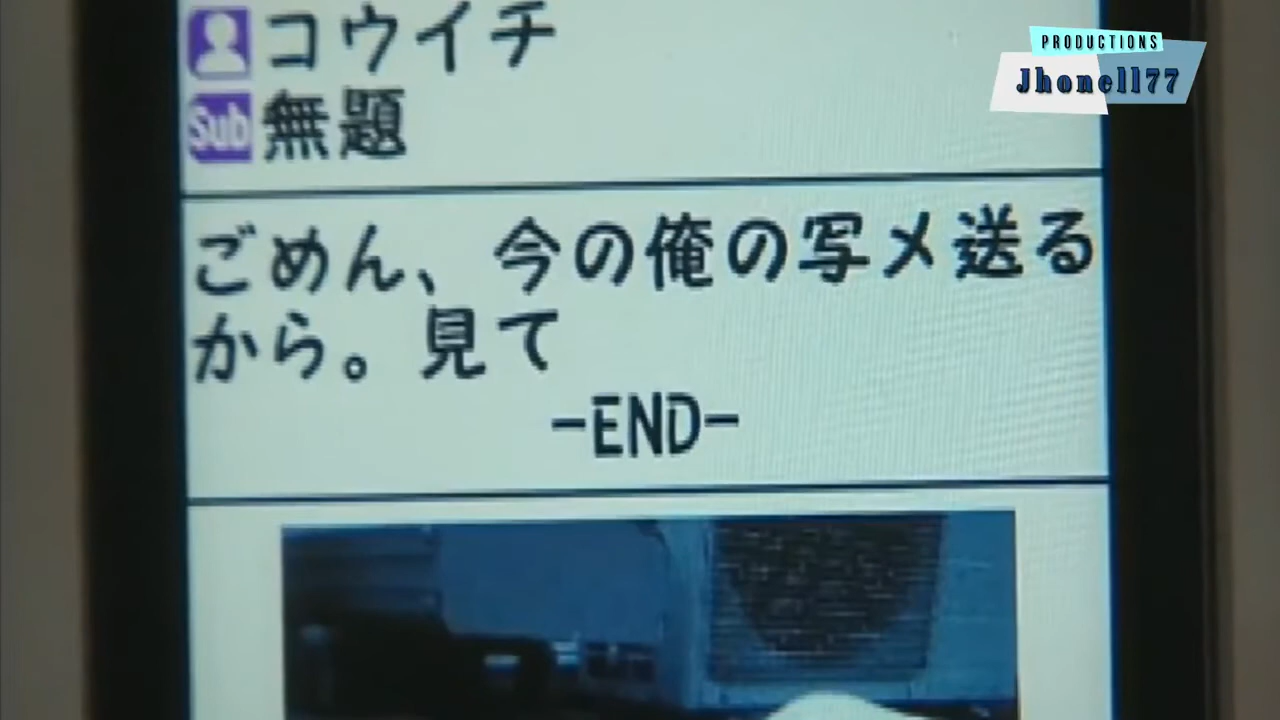 PRODUCTIONS
Jhonell77
コウイチ
Sub 無題
ごめん、今の俺の写メ送る
から。見て
-END-